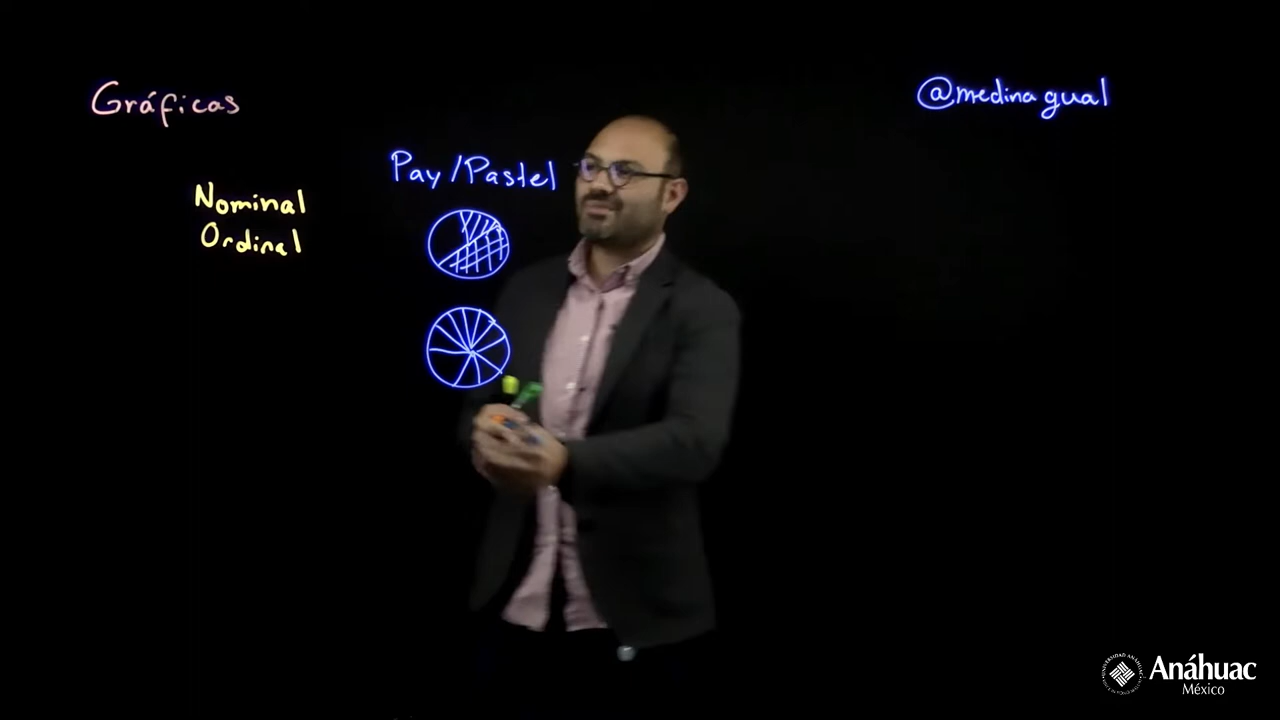 Gráficas
@medinagual
Pay/Pastel
Nominal
Ordinal
Anáhuac
México